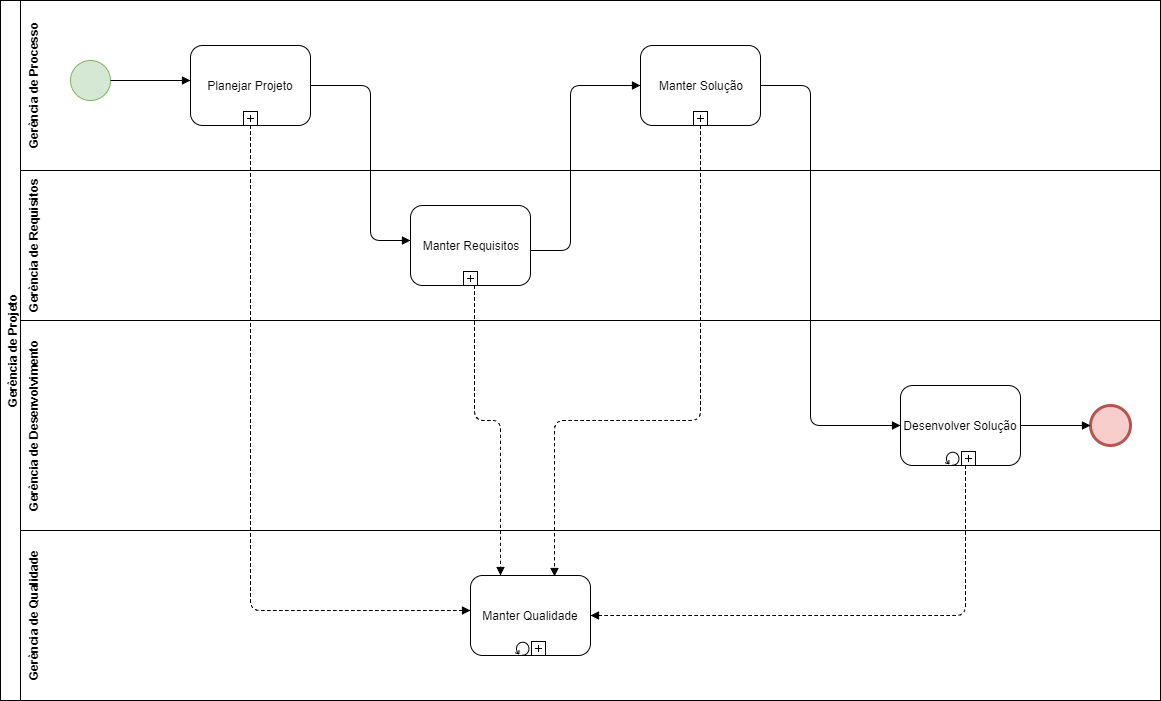 Gerência de Projeto
Gerência de Processo
Planejar Projeto
Manter Solução
Gerência de Requisitos
Manter Requisitos
Gerência de Desenvolvimento
Desenvolver Solução
Gerência de Qualidade
Manter Qualidade